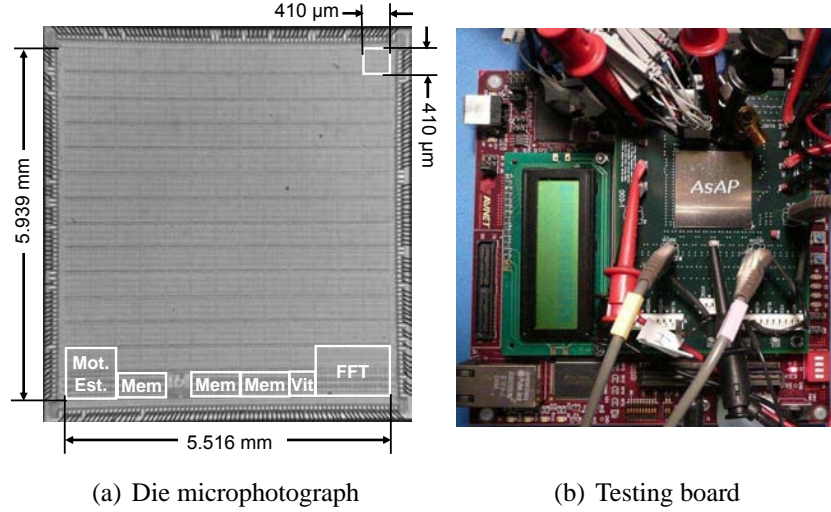 410 µm
410 µm
5.939 mm
Mot.
Est.
Mem
Mem
Mem
Vit
FFT
5.516 mm
AsAP
AVNET
(a) Die microphotograph
(b) Testing board